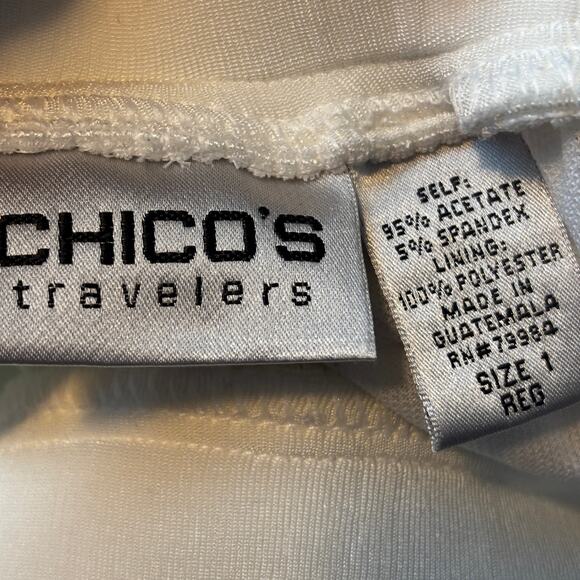 CHICO'S
travelers
SELF:
95% ACETATE
5% SPANDEX
LINING:
100% POLYESTER
MADE IN
GUATEMALA
RN#79984
SIZE 1
REG